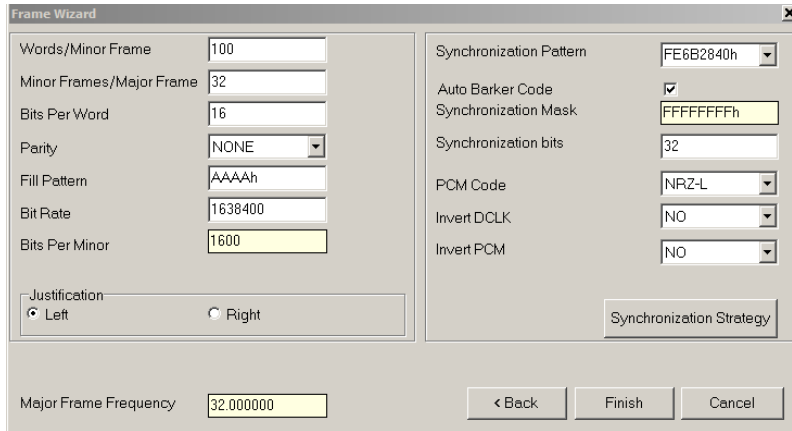 Frame Wizard
Words/Minor Frame 100
Minor Frames/Major Frame 32
Bits Per Word 16
Parity NONE
Fill Pattern AAAAh
Bit Rate 1638400
Bits Per Minor 1600
Justification
Left Right
Major Frame Frequency 32.000000
Synchronization Pattern FE6B2840h
Auto Barker Code
Synchronization Mask FFFFFFFFh
Synchronization bits 32
PCM Code NRZ-L
Invert DCLK NO
Invert PCM NO
Synchronization Strategy
< Back Finish Cancel